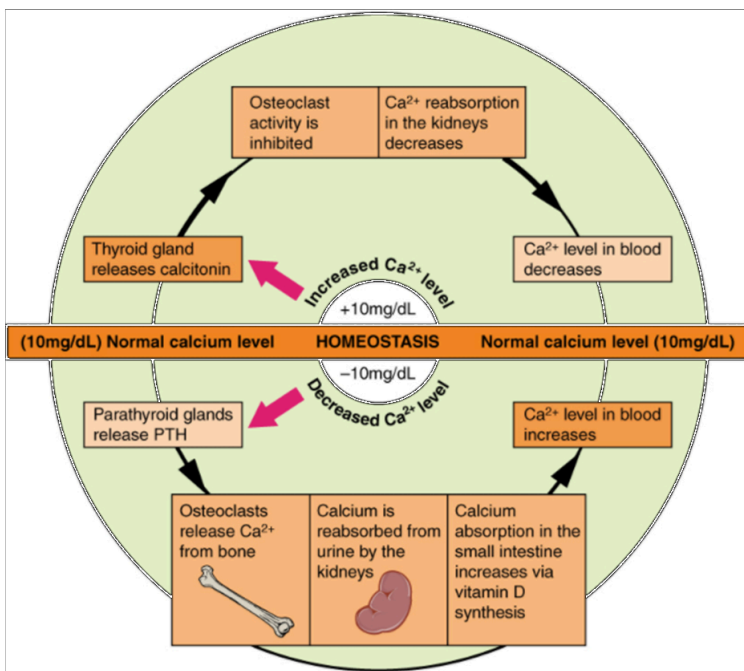 Osteoclast
activity is
inhibited
Ca²⁺ reabsorption
in the kidneys
decreases
Thyroid gland
releases calcitonin
Increased Ca²⁺ level
+10mg/dL
Ca²⁺ level in blood
decreases
(10mg/dL) Normal calcium level
HOMEOSTASIS
Normal calcium level (10mg/dL)
–10mg/dL
Decreased Ca²⁺ level
Parathyroid glands
release PTH
Ca²⁺ level in blood
increases
Osteoclasts
release Ca²⁺
from bone
Calcium is
reabsorbed from
urine by the
kidneys
Calcium
absorption in the
small intestine
increases via
vitamin D
synthesis